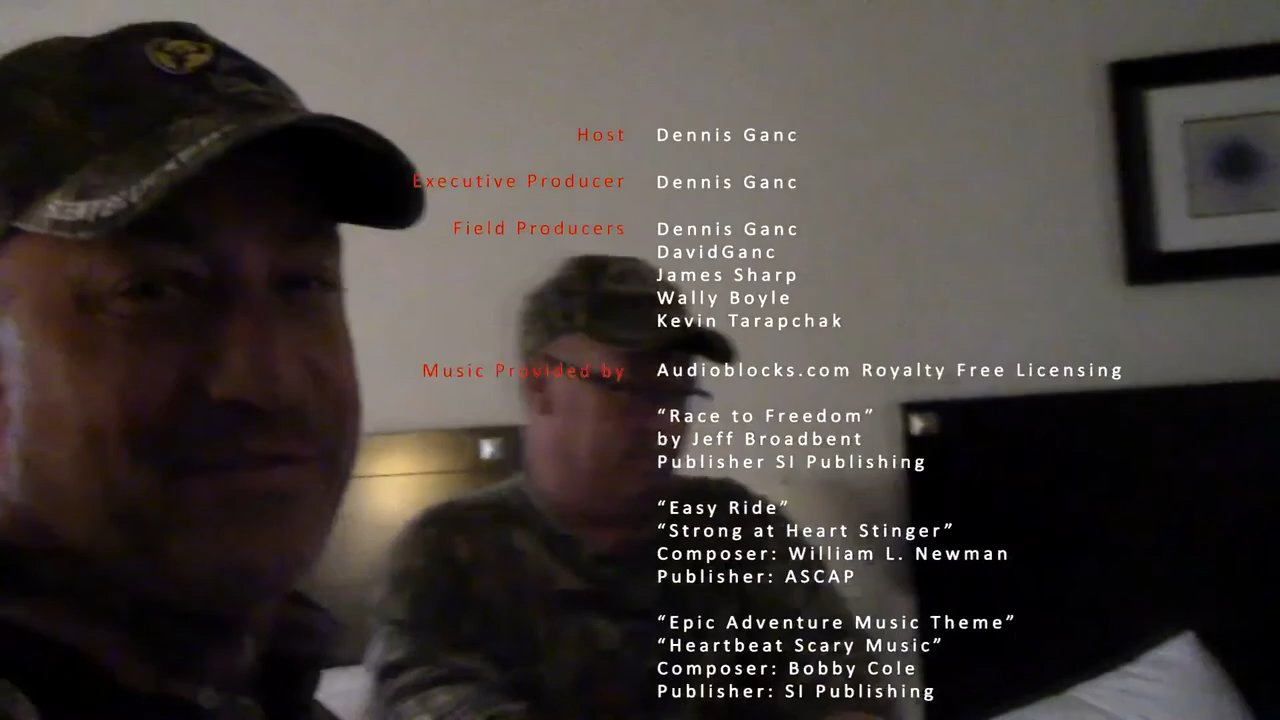 Host Dennis Ganc
Executive Producer Dennis Ganc
Field Producers Dennis Ganc
DavidGanc
James Sharp
Wally Boyle
Kevin Tarapchak
Music Provided by Audioblocks.com Royalty Free Licensing
“Race to Freedom”
by Jeff Broadbent
Publisher SI Publishing
“Easy Ride”
“Strong at Heart Stinger”
Composer: William L. Newman
Publisher: ASCAP
“Epic Adventure Music Theme”
“Heartbeat Scary Music”
Composer: Bobby Cole
Publisher: SI Publishing